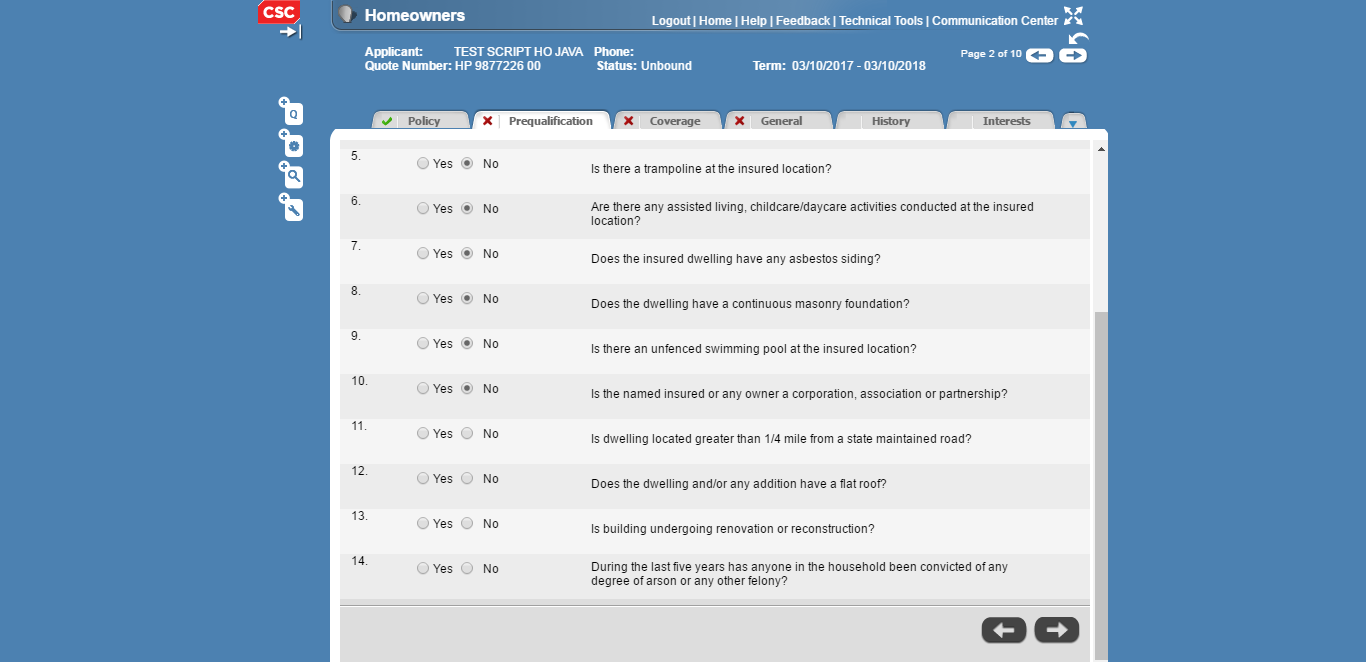 CSC
Homeowners
Logout | Home | Help | Feedback | Technical Tools | Communication Center
Applicant: TEST SCRIPT HO JAVA Phone:
Quote Number: HP 9877226 00 Status: Unbound Term: 03/10/2017 - 03/10/2018
Page 2 of 10
Q
Policy Prequalification Coverage General History Interests
5. Yes No Is there a trampoline at the insured location?
6. Yes No Are there any assisted living, childcare/daycare activities conducted at the insured
location?
7. Yes No Does the insured dwelling have any asbestos siding?
8. Yes No Does the dwelling have a continuous masonry foundation?
9. Yes No Is there an unfenced swimming pool at the insured location?
10. Yes No Is the named insured or any owner a corporation, association or partnership?
11. Yes No Is dwelling located greater than 1/4 mile from a state maintained road?
12. Yes No Does the dwelling and/or any addition have a flat roof?
13. Yes No Is building undergoing renovation or reconstruction?
14. Yes No During the last five years has anyone in the household been convicted of any
degree of arson or any other felony?